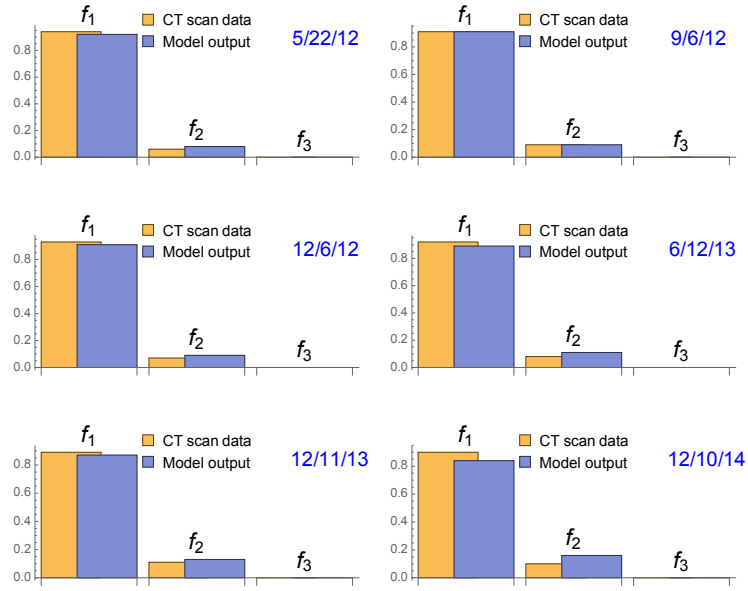 f1
CT scan data
Model output
5/22/12
0.8
0.6
0.4
0.2
0.0
f2
f3
f1
CT scan data
Model output
9/6/12
0.8
0.6
0.4
0.2
0.0
f2
f3
f1
CT scan data
Model output
12/6/12
0.8
0.6
0.4
0.2
0.0
f2
f3
f1
CT scan data
Model output
6/12/13
0.8
0.6
0.4
0.2
0.0
f2
f3
f1
CT scan data
Model output
12/11/13
0.8
0.6
0.4
0.2
0.0
f2
f3
f1
CT scan data
Model output
12/10/14
0.8
0.6
0.4
0.2
0.0
f2
f3